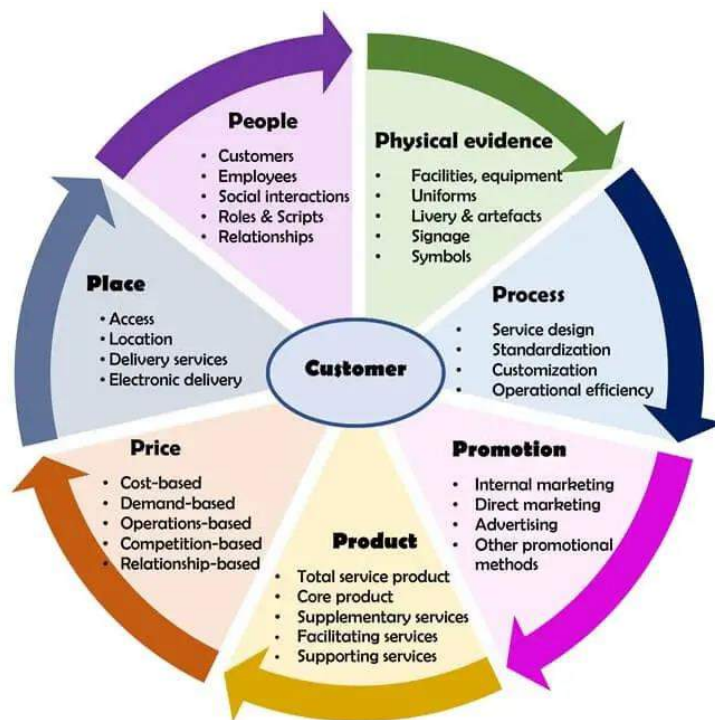 People
• Customers
• Employees
• Social interactions
• Roles & Scripts
• Relationships
Physical evidence
• Facilities, equipment
• Uniforms
• Livery & artefacts
• Signage
• Symbols
Process
• Service design
• Standardization
• Customization
• Operational efficiency
Promotion
• Internal marketing
• Direct marketing
• Advertising
• Other promotional
methods
Product
• Total service product
• Core product
• Supplementary services
• Facilitating services
• Supporting services
Price
• Cost-based
• Demand-based
• Operations-based
• Competition-based
• Relationship-based
Place
• Access
• Location
• Delivery services
• Electronic delivery
Customer